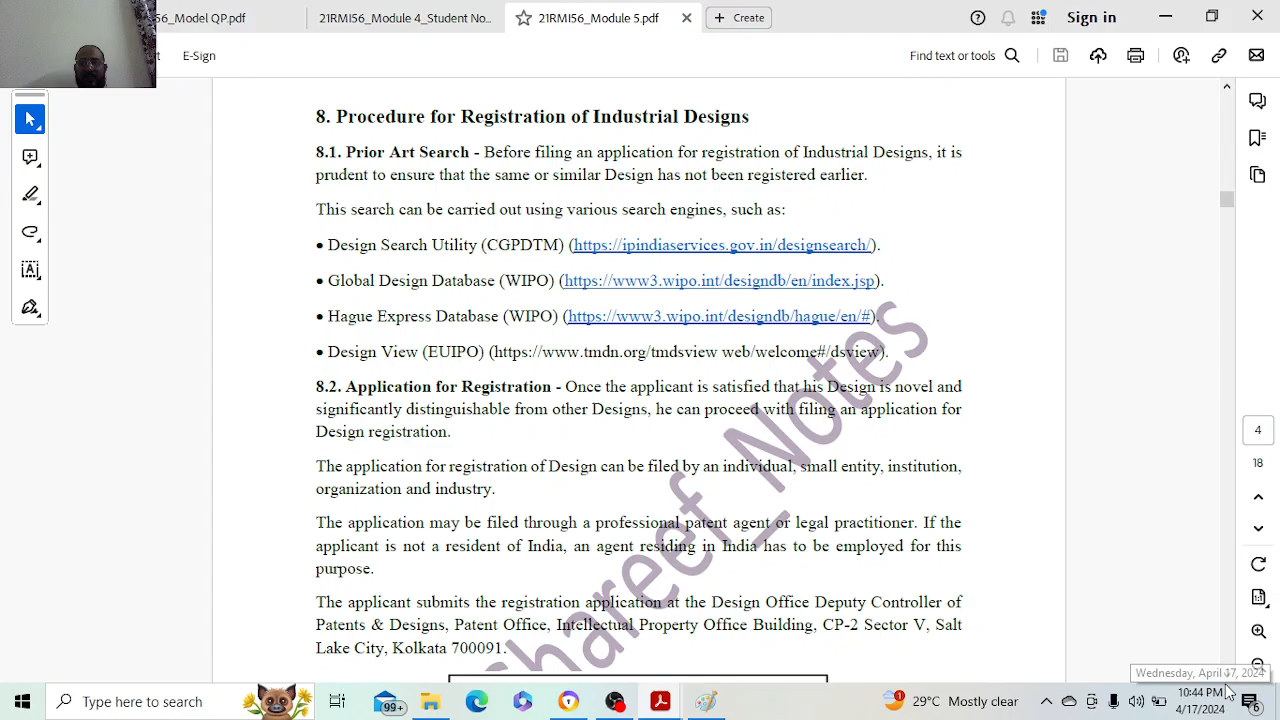 56_Model QP.pdf
21RMI56_Module 4_Student No...
21RMI56_Module 5.pdf
Create
Sign in
E-Sign
Find text or tools
8. Procedure for Registration of Industrial Designs
8.1. Prior Art Search - Before filing an application for registration of Industrial Designs, it is
prudent to ensure that the same or similar Design has not been registered earlier.
This search can be carried out using various search engines, such as:
• Design Search Utility (CGPDTM) (https://ipindiaservices.gov.in/designsearch/).
• Global Design Database (WIPO) (https://www3.wipo.int/designdb/en/index.jsp).
• Hague Express Database (WIPO) (https://www3.wipo.int/designdb/hague/en/#).
• Design View (EUIPO) (https://www.tmdn.org/tmdsview web/welcome#/dsview).
8.2. Application for Registration - Once the applicant is satisfied that his Design is novel and
significantly distinguishable from other Designs, he can proceed with filing an application for
Design registration.
The application for registration of Design can be filed by an individual, small entity, institution,
organization and industry.
The application may be filed through a professional patent agent or legal practitioner. If the
applicant is not a resident of India, an agent residing in India has to be employed for this
purpose.
The applicant submits the registration application at the Design Office Deputy Controller of
Patents & Designs, Patent Office, Intellectual Property Office Building, CP-2 Sector V, Salt
Lake City, Kolkata 700091.
shareef_Notes
4
18
Wednesday, April 17, 2024
Type here to search
99+
1
29°C Mostly clear
10:44 PM
4/17/2024
6